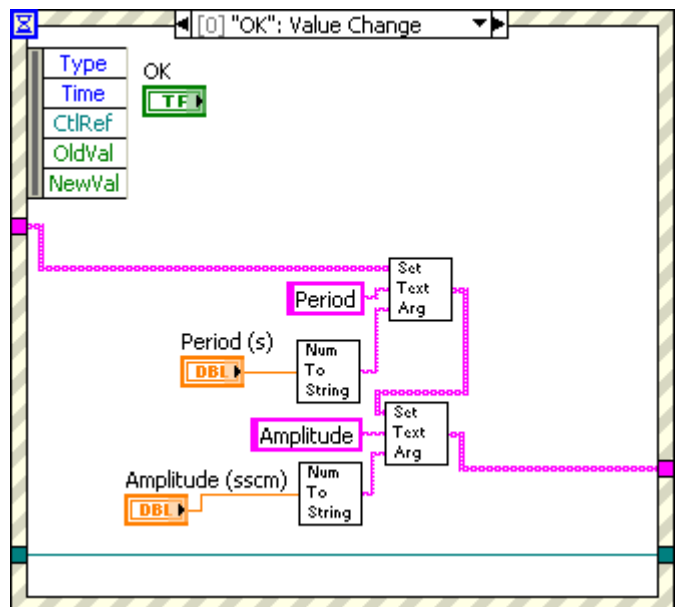 [0] "OK": Value Change
Type
Time
CtlRef
OldVal
NewVal
OK
TF
Set
Text
Arg
Period
Period (s)
DBL
Num
To
String
Set
Text
Arg
Amplitude
Amplitude (sscm)
DBL
Num
To
String